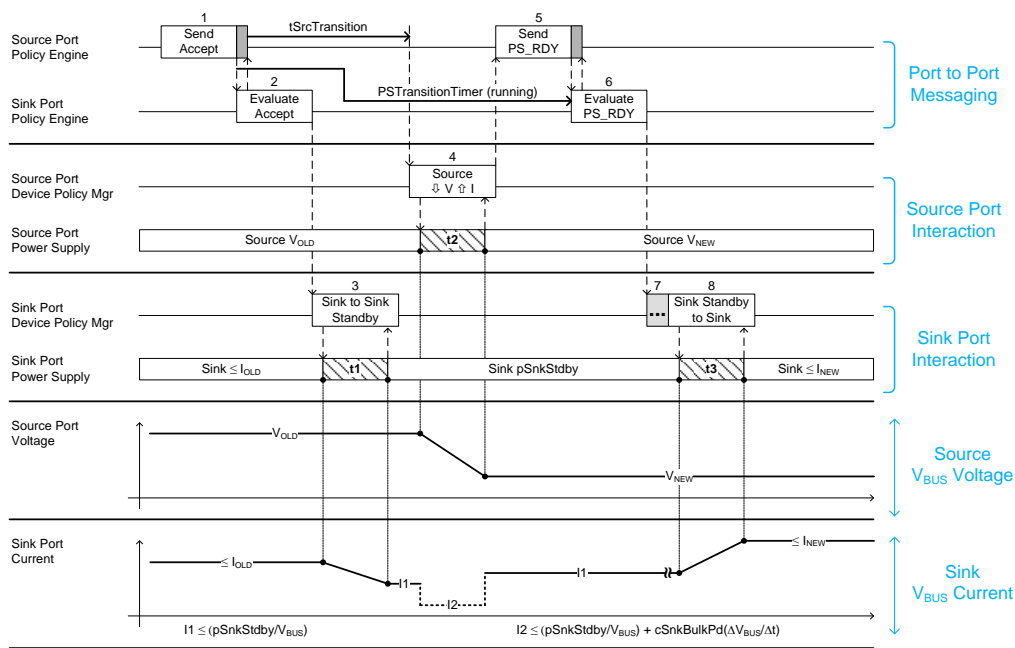 1
tSrcTransition
5
Source Port
Policy Engine
Send
Accept
Send
PS_RDY
2
6
Port to Port
Messaging
Sink Port
Policy Engine
Evaluate
Accept
PSTransitionTimer (running)
Evaluate
PS_RDY
4
Source Port
Device Policy Mgr
Source
⇩ V ⇧ I
Source Port
Interaction
Source Port
Power Supply
Source VOLD
t2
Source VNEW
3
7
8
Sink Port
Device Policy Mgr
Sink to Sink
Standby
...
Sink Standby
to Sink
Sink Port
Interaction
Sink Port
Power Supply
Sink ≤ IOLD
t1
Sink pSnkStdby
t3
Sink ≤ INEW
Source Port
Voltage
VOLD
VNEW
Source
VBUS Voltage
Sink Port
Current
≤ IOLD
I1
I2
I1
≤ INEW
Sink
VBUS Current
I1 ≤ (pSnkStdby/VBUS)
I2 ≤ (pSnkStdby/VBUS) + cSnkBulkPd(ΔVBUS/Δt)